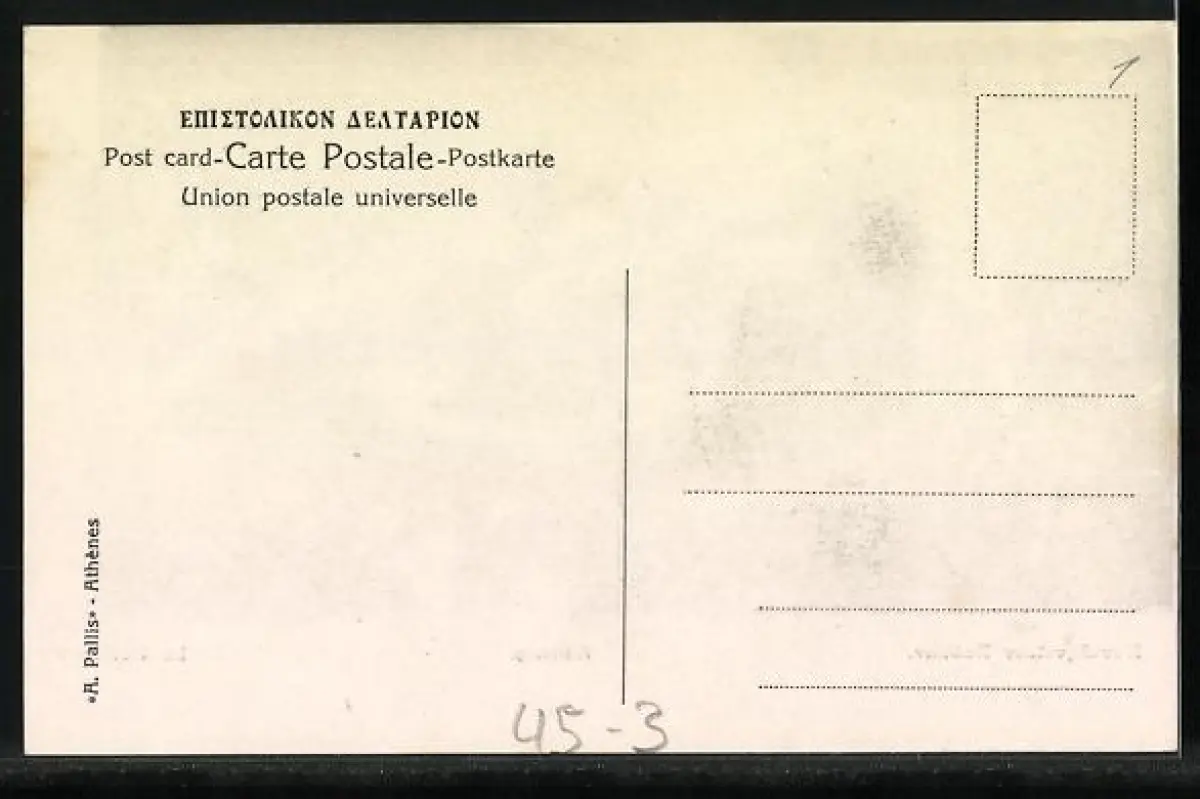 ΕΠΙΣΤΟΛΙΚΟΝ ΔΕΛΤΑΡΙΟΝ
Post card-Carte Postale-Postkarte
Union postale universelle
1
«A. Pallis» - Athènes
45-3